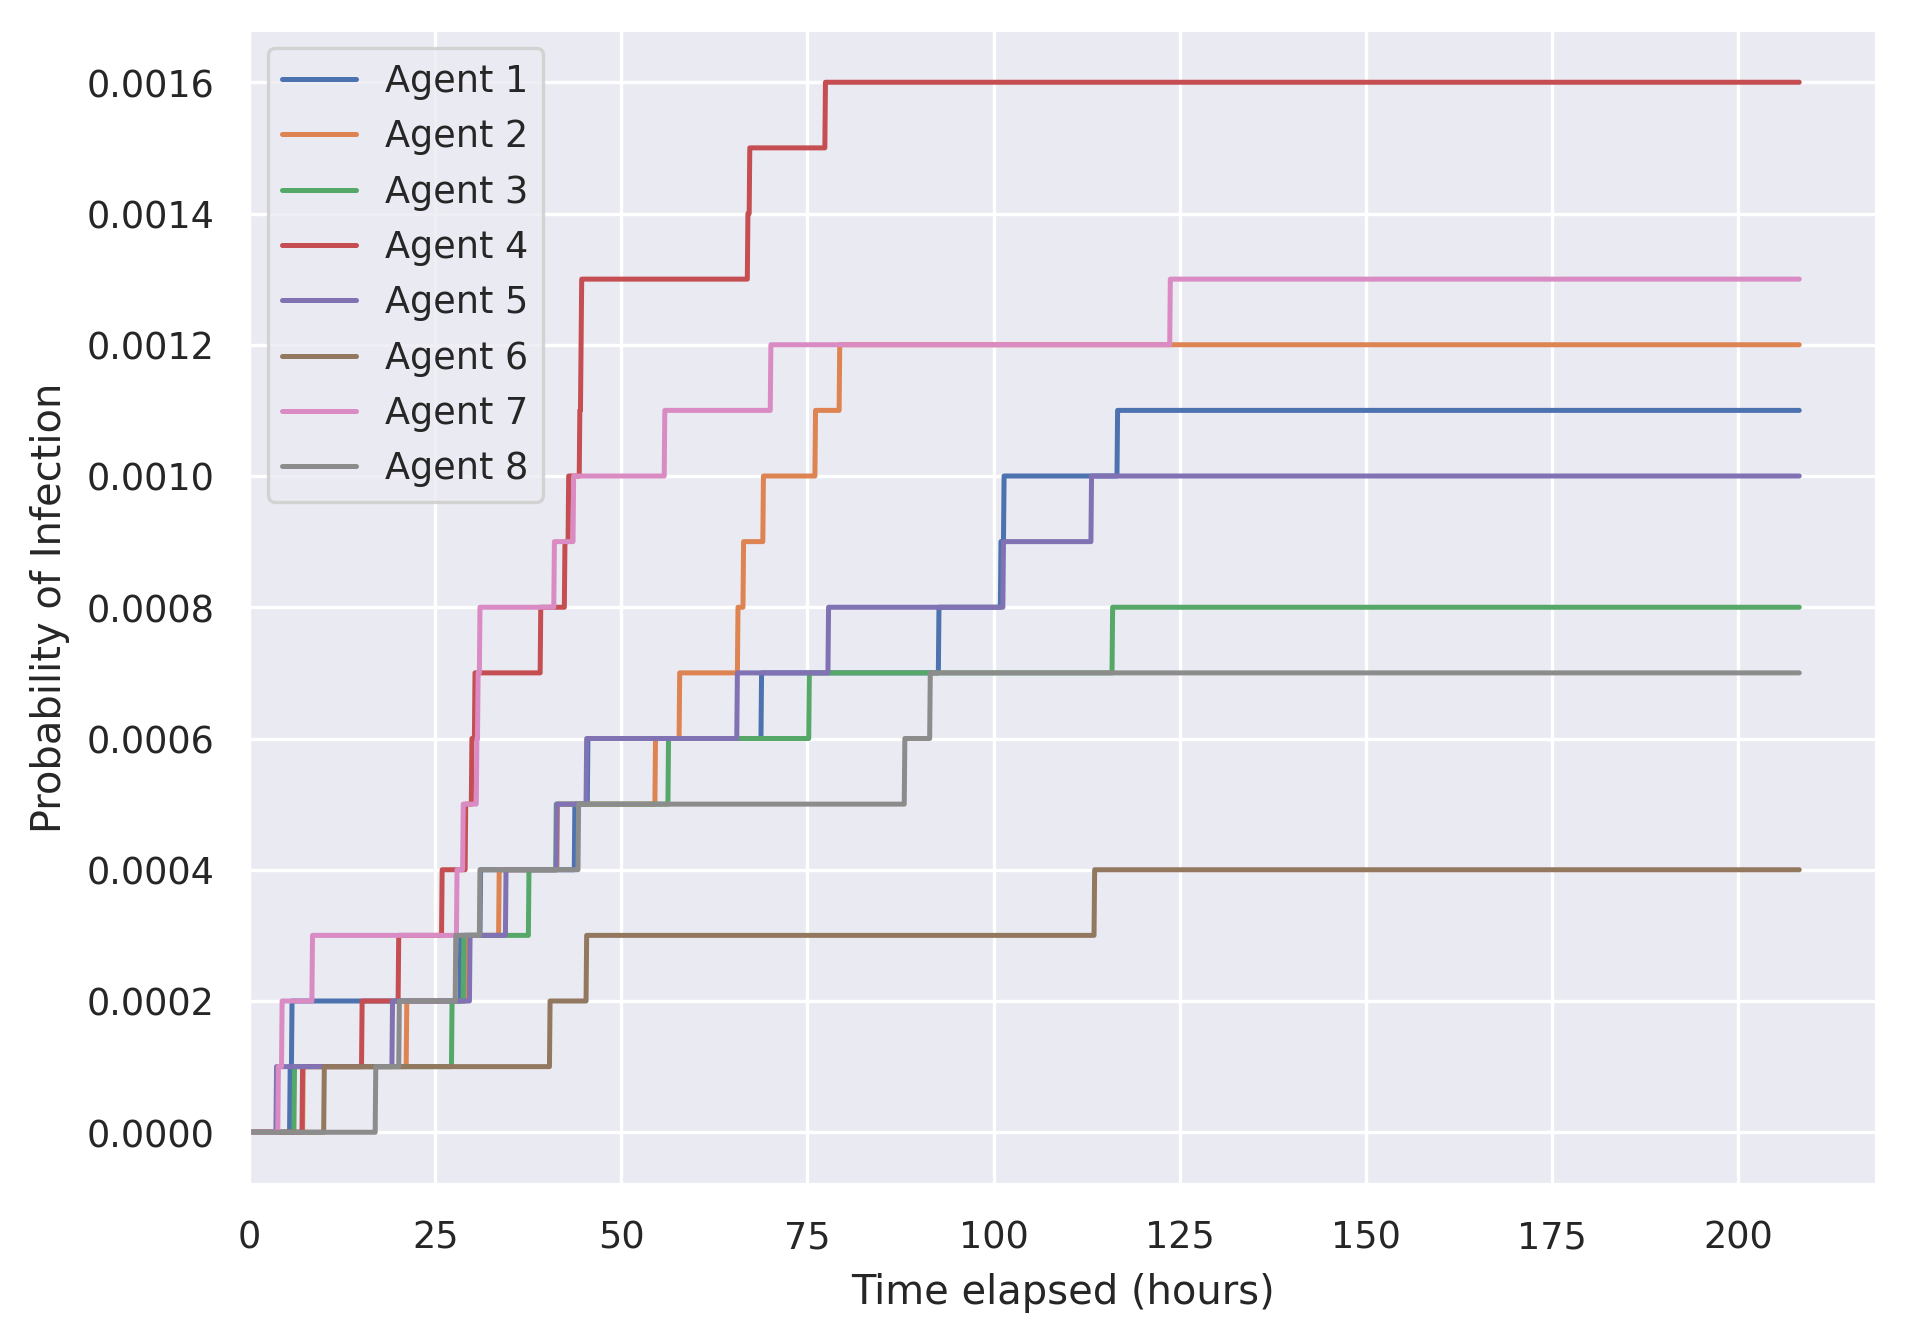 Agent 1
Agent 2
Agent 3
Agent 4
Agent 5
Agent 6
Agent 7
Agent 8
0.0016
0.0014
0.0012
0.0010
0.0008
0.0006
0.0004
0.0002
0.0000
Probability of Infection
0 25 50 75 100 125 150 175 200
Time elapsed (hours)